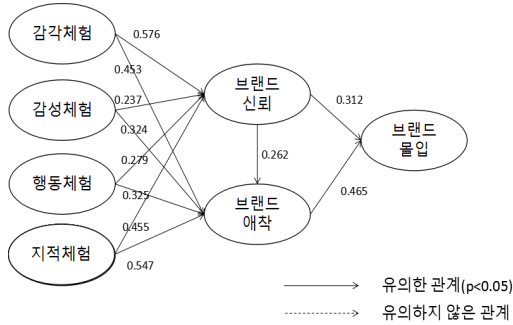 감각체험
0.576
0.453
브랜드
신뢰
감성체험
0.237
0.324
0.312
브랜드
몰입
0.279
0.262
행동체험
0.325
브랜드
애착
0.465
0.455
지적체험
0.547
유의한 관계(p<0.05)
유의하지 않은 관계